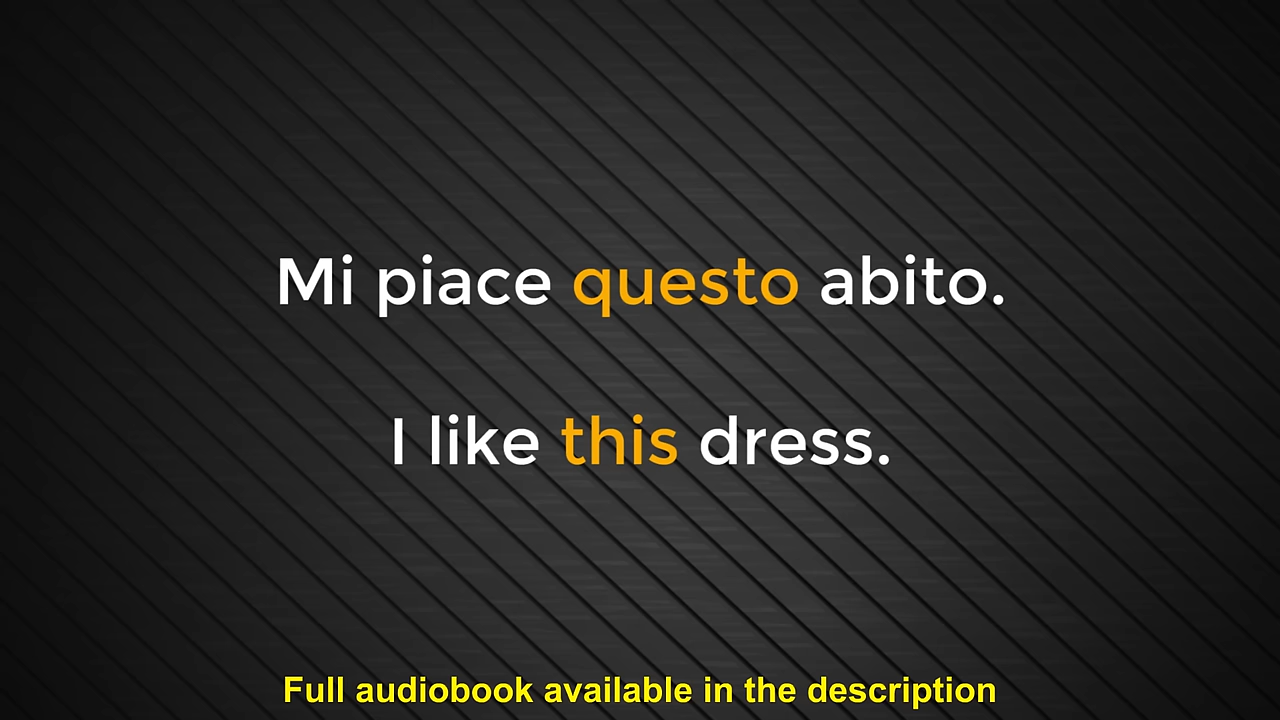 Mi piace questo abito.
I like this dress.
Full audiobook available in the description